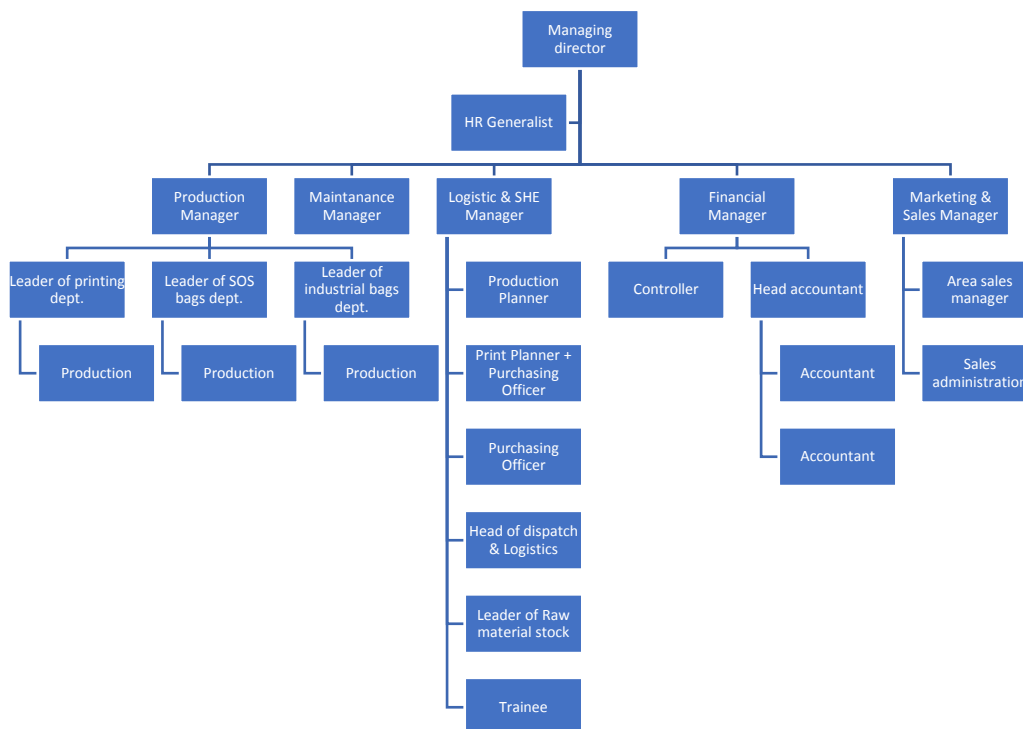 Managing
director
HR Generalist
Production
Manager
Maintanance
Manager
Logistic & SHE
Manager
Financial
Manager
Marketing &
Sales Manager
Leader of printing
dept.
Leader of SOS
bags dept.
Leader of
industrial bags
dept.
Production
Planner
Controller
Head accountant
Area sales
manager
Production
Production
Production
Print Planner +
Purchasing
Officer
Accountant
Sales
administration
Purchasing
Officer
Accountant
Head of dispatch
& Logistics
Leader of Raw
material stock
Trainee